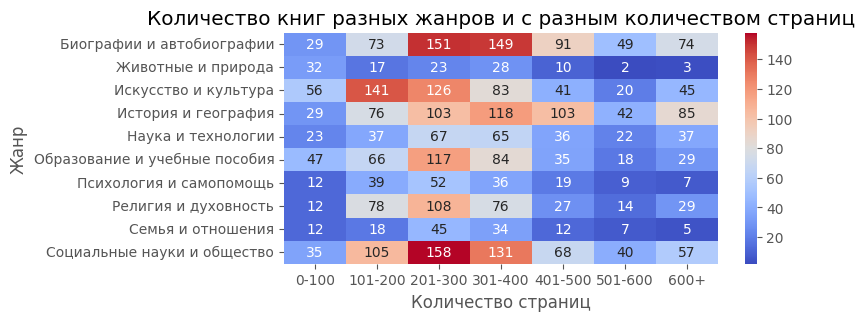 Количество книг разных жанров и с разным количеством страниц
Биографии и автобиографии 29 73 151 149 91 49 74
Животные и природа 32 17 23 28 10 2 3
Искусство и культура 56 141 126 83 41 20 45
История и география 29 76 103 118 103 42 85
Наука и технологии 23 37 67 65 36 22 37
Образование и учебные пособия 47 66 117 84 35 18 29
Психология и самопомощь 12 39 52 36 19 9 7
Религия и духовность 12 78 108 76 27 14 29
Семья и отношения 12 18 45 34 12 7 5
Социальные науки и общество 35 105 158 131 68 40 57
0-100 101-200 201-300 301-400 401-500 501-600 600+
Количество страниц
Жанр
140
120
100
80
60
40
20